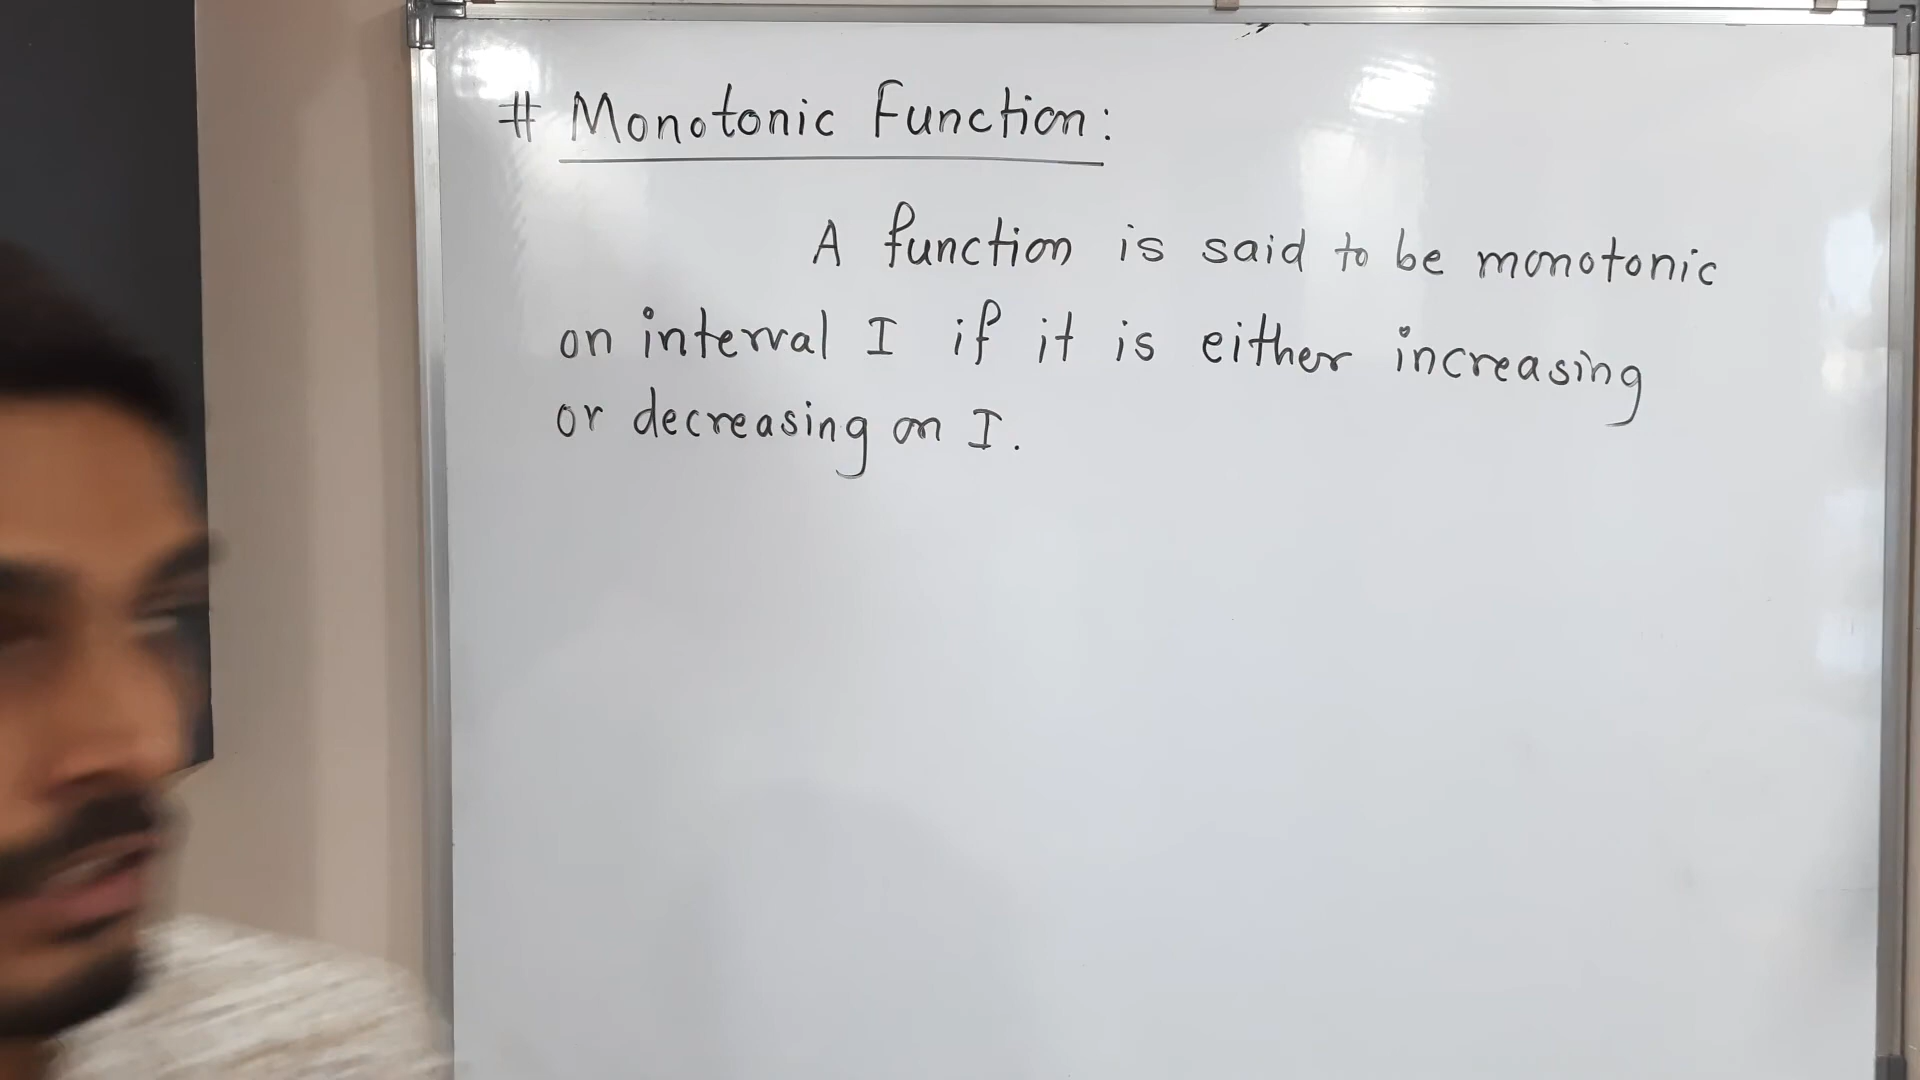 # Monotonic Function:
A function is said to be monotonic
on interval I if it is either increasing
or decreasing on I.